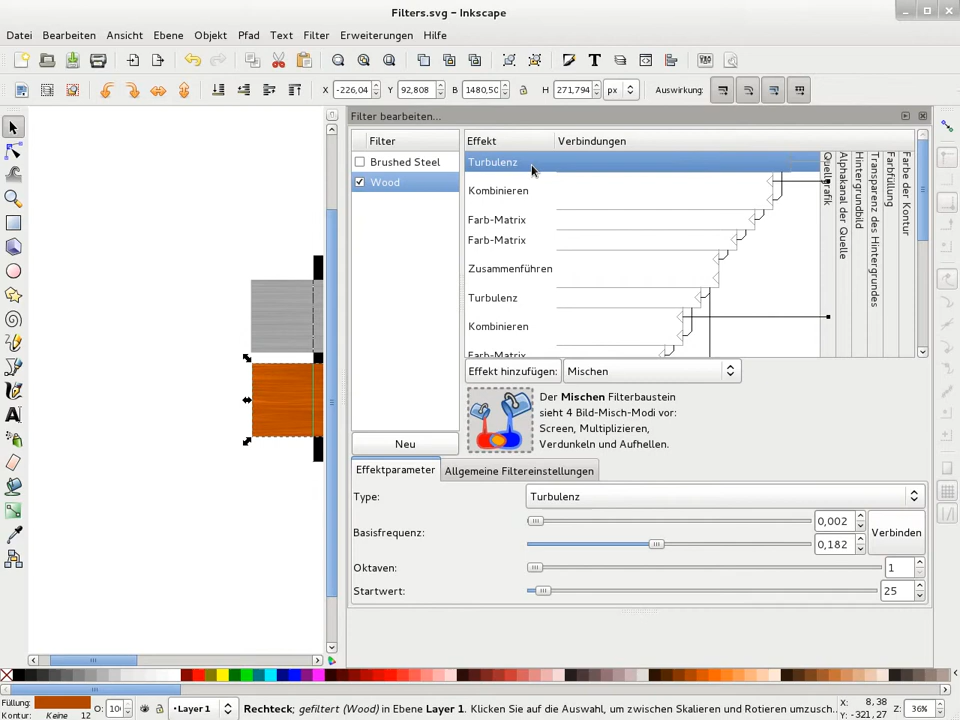 Filters.svg - Inkscape
Datei Bearbeiten Ansicht Ebene Objekt Pfad Text Filter Erweiterungen Hilfe
X -226,04 Y 92,808 B 1480,50 H 271,794 px Auswirkung:
Filter bearbeiten...
Filter
Brushed Steel
Wood
Neu
Effekt Verbindungen
Turbulenz
Kombinieren
Farb-Matrix
Farb-Matrix
Zusammenführen
Turbulenz
Kombinieren
Farb-Matrix
Quellgrafik
Alphakanal der Quelle
Hintergrundbild
Transparenz des Hintergrundes
Farbfüllung
Farbe der Kontur
Effekt hinzufügen: Mischen
Der Mischen Filterbaustein
sieht 4 Bild-Misch-Modi vor:
Screen, Multiplizieren,
Verdunkeln und Aufhellen.
Effektparameter Allgemeine Filtereinstellungen
Type: Turbulenz
Basisfrequenz: 0,002
0,182
Verbinden
Oktaven: 1
Startwert: 25
Füllung:
Kontur: Keine 12
O: 10
Layer 1
Rechteck; gefiltert (Wood) in Ebene Layer 1. Klicken Sie auf die Auswahl, um zwischen Skalieren und Rotieren umzusch...
X: 8,38
Y: -321,27
Z: 36%